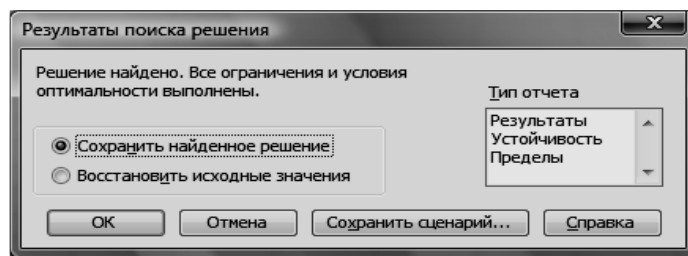 Результаты поиска решения
Решение найдено. Все ограничения и условия
оптимальности выполнены.
Тип отчета
Результаты
Устойчивость
Пределы
Сохранить найденное решение
Восстановить исходные значения
ОК
Отмена
Сохранить сценарий...
Справка